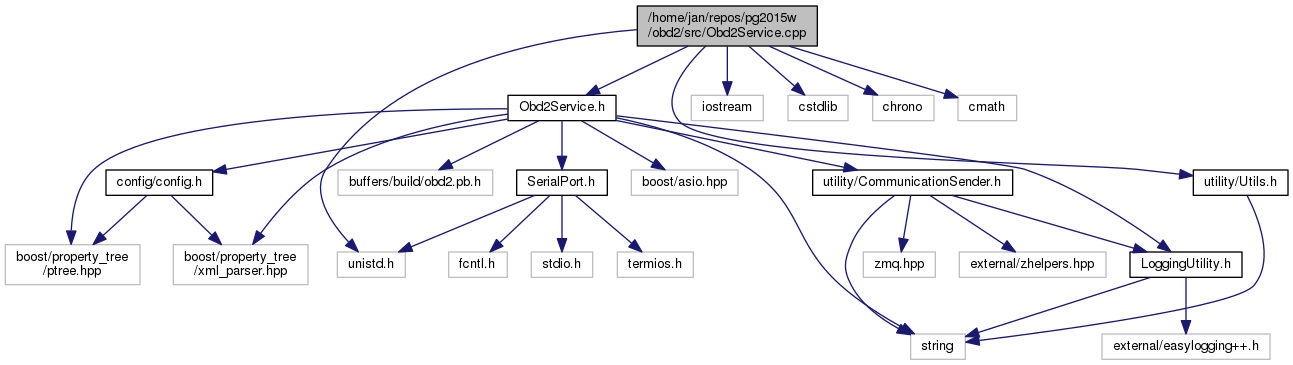 /home/jan/repos/pg2015w
/obd2/src/Obd2Service.cpp
Obd2Service.h
iostream
cstdlib
chrono
cmath
config/config.h
buffers/build/obd2.pb.h
SerialPort.h
boost/asio.hpp
utility/CommunicationSender.h
utility/Utils.h
boost/property_tree
/ptree.hpp
boost/property_tree
/xml_parser.hpp
unistd.h
fcntl.h
stdio.h
termios.h
zmq.hpp
external/zhelpers.hpp
LoggingUtility.h
string
external/easylogging++.h